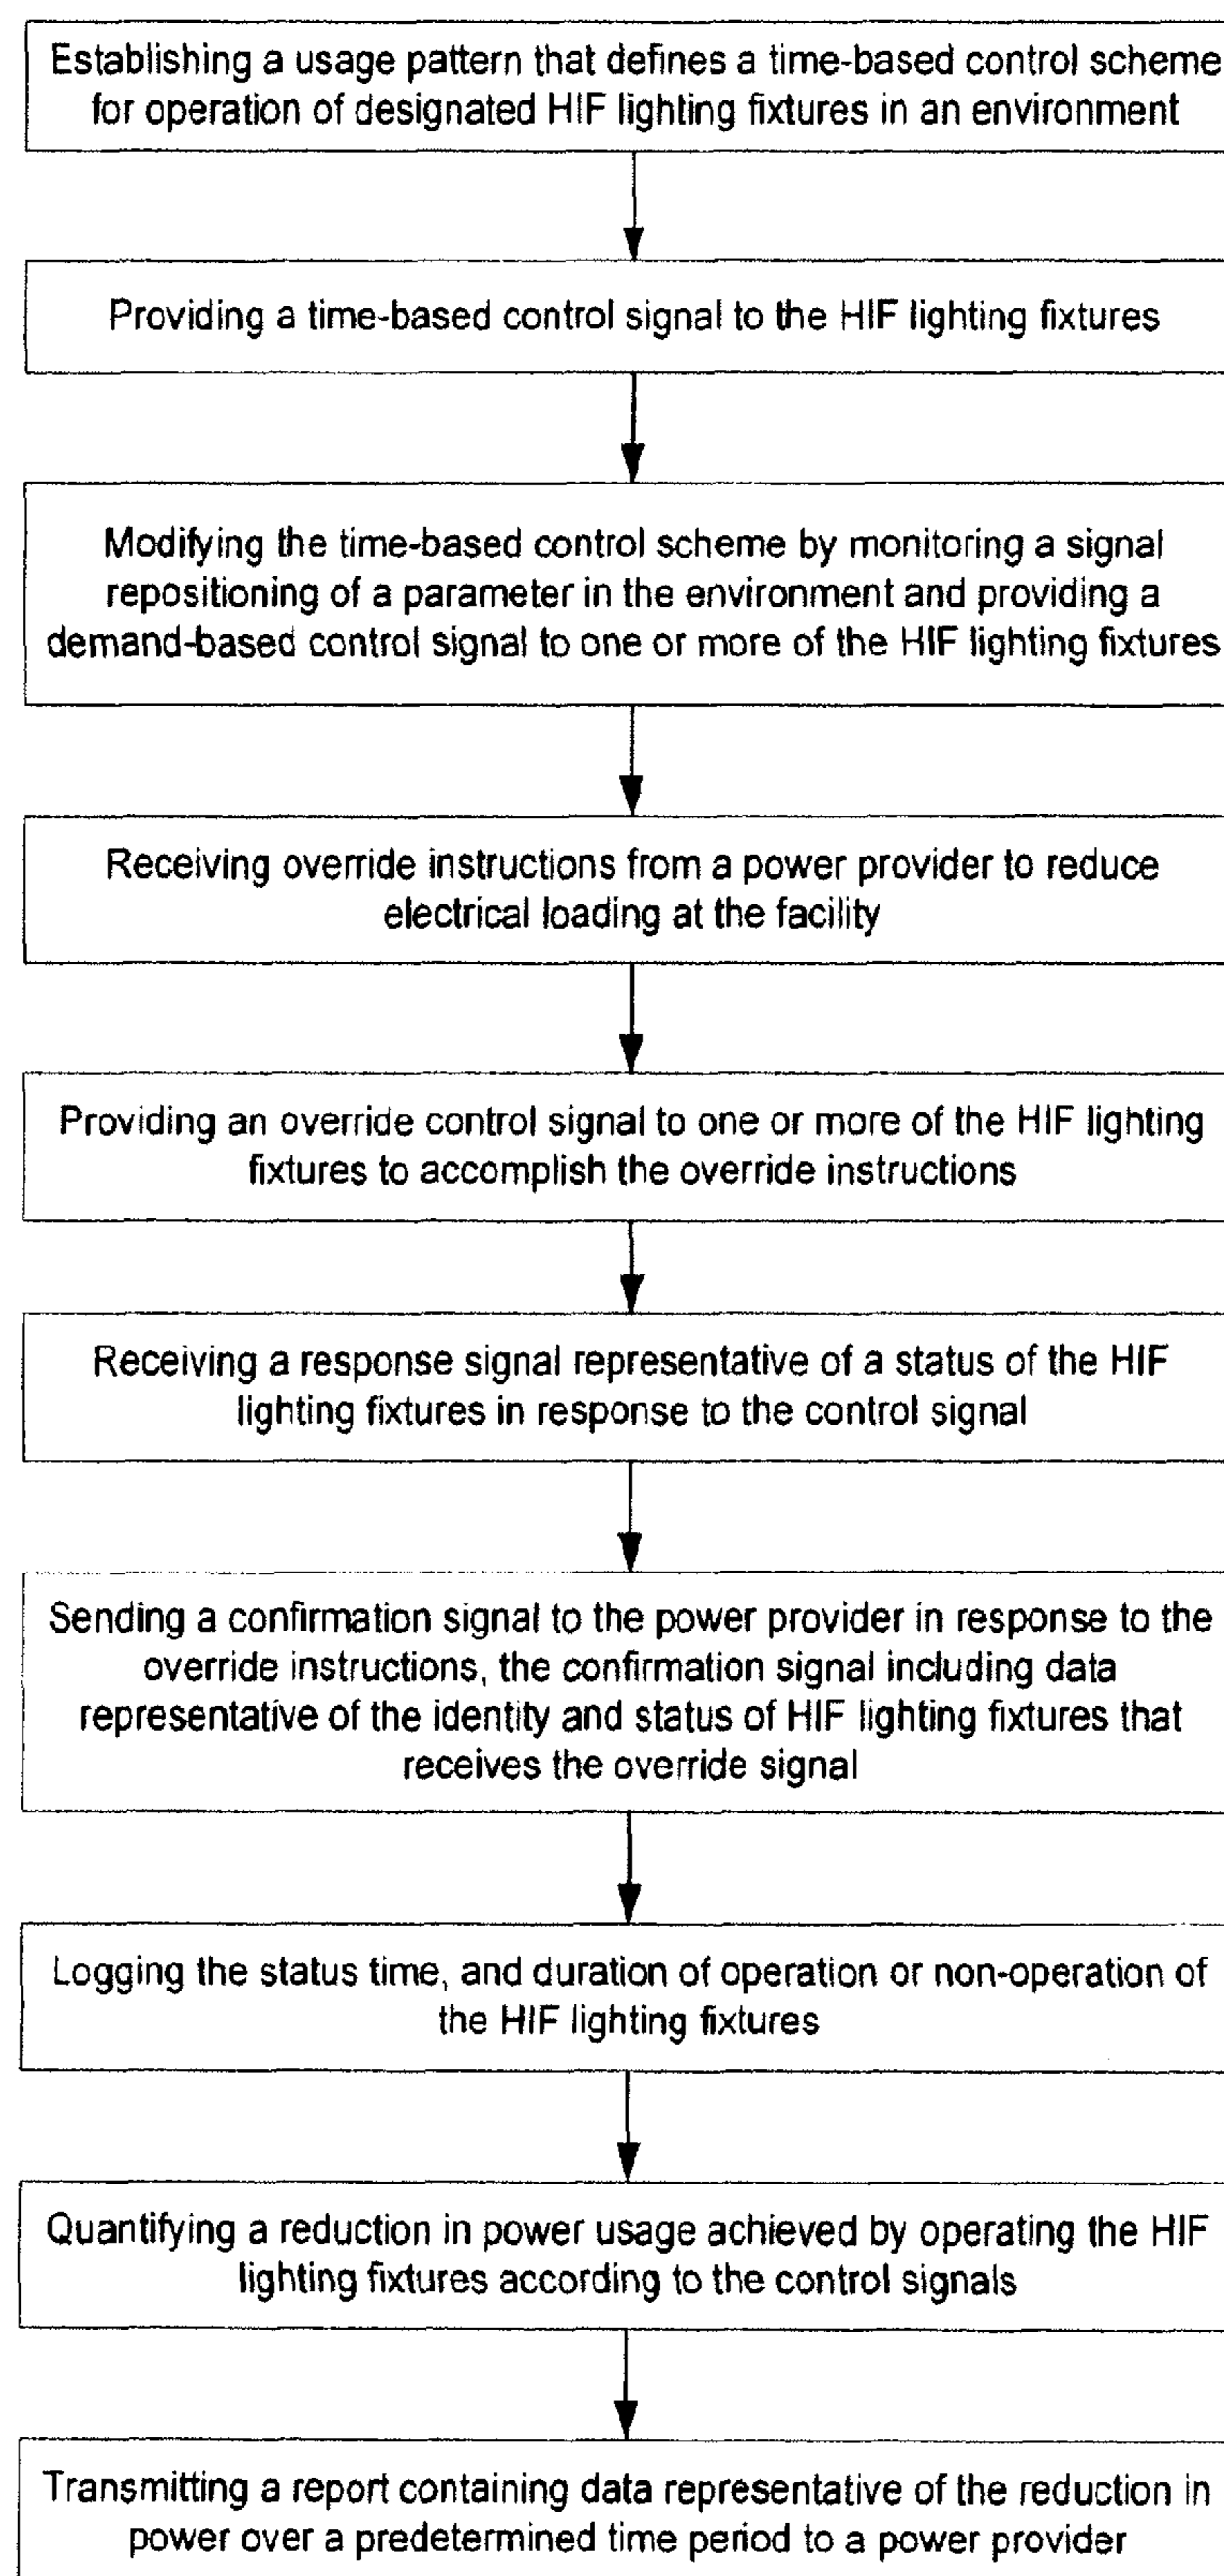 Establishing a usage pattern that defines a time-based control scheme
for operation of designated HIF lighting fixtures in an environment
Providing a time-based control signal to the HIF lighting fixtures
Modifying the time-based control scheme by monitoring a signal
repositioning of a parameter in the environment and providing a
demand-based control signal to one or more of the HIF lighting fixtures
Receiving override instructions from a power provider to reduce
electrical loading at the facility
Providing an override control signal to one or more of the HIF lighting
fixtures to accomplish the override instructions
Receiving a response signal representative of a status of the HIF
lighting fixtures in response to the control signal
Sending a confirmation signal to the power provider in response to the
override instructions, the confirmation signal including data
representative of the identity and status of HIF lighting fixtures that
receives the override signal
Logging the status time, and duration of operation or non-operation of
the HIF lighting fixtures
Quantifying a reduction in power usage achieved by operating the HIF
lighting fixtures according to the control signals
Transmitting a report containing data representative of the reduction in
power over a predetermined time period to a power provider